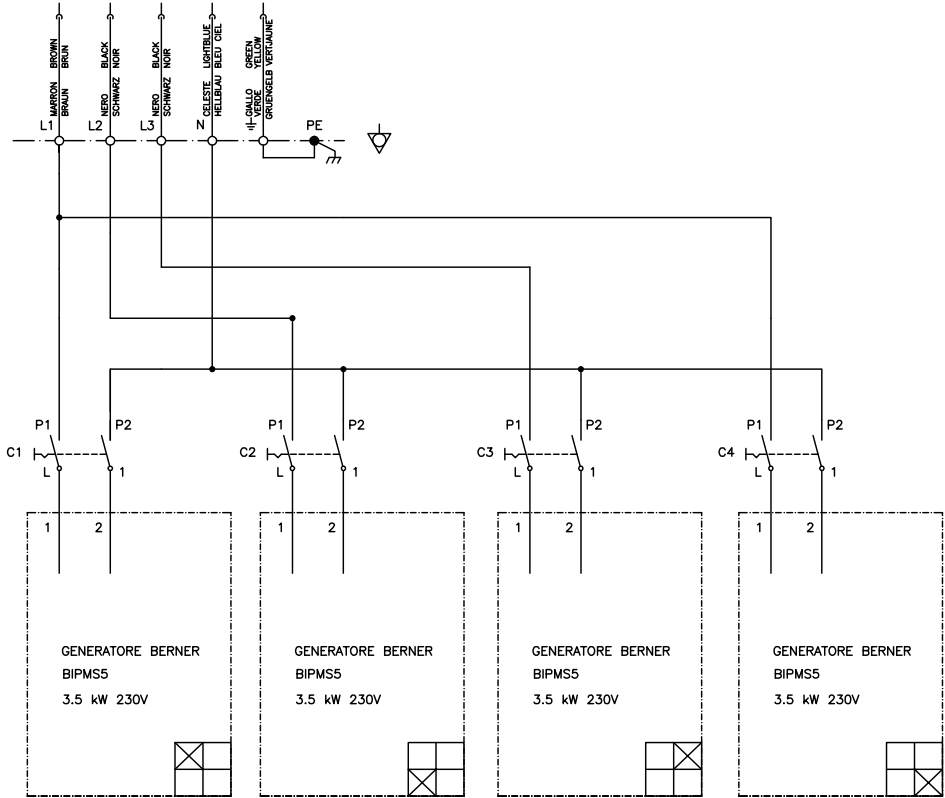 MARRON BROWN
BRAUN BRUN
NERO BLACK
SCHWARZ NOIR
NERO BLACK
SCHWARZ NOIR
CELESTE LIGHTBLUE
HELLBLAU BLEU CIEL
GIALLO GREEN
VERDE YELLOW
GRUENGELB VERTJAUNE
L1 L2 L3 N PE
P1 P2 P1 P2 P1 P2 P1 P2
C1 C2 C3 C4
L 1 L 1 L 1 L 1
1 2 1 2 1 2 1 2
GENERATORE BERNER
BIPMS5
3.5 kW 230V
GENERATORE BERNER
BIPMS5
3.5 kW 230V
GENERATORE BERNER
BIPMS5
3.5 kW 230V
GENERATORE BERNER
BIPMS5
3.5 kW 230V